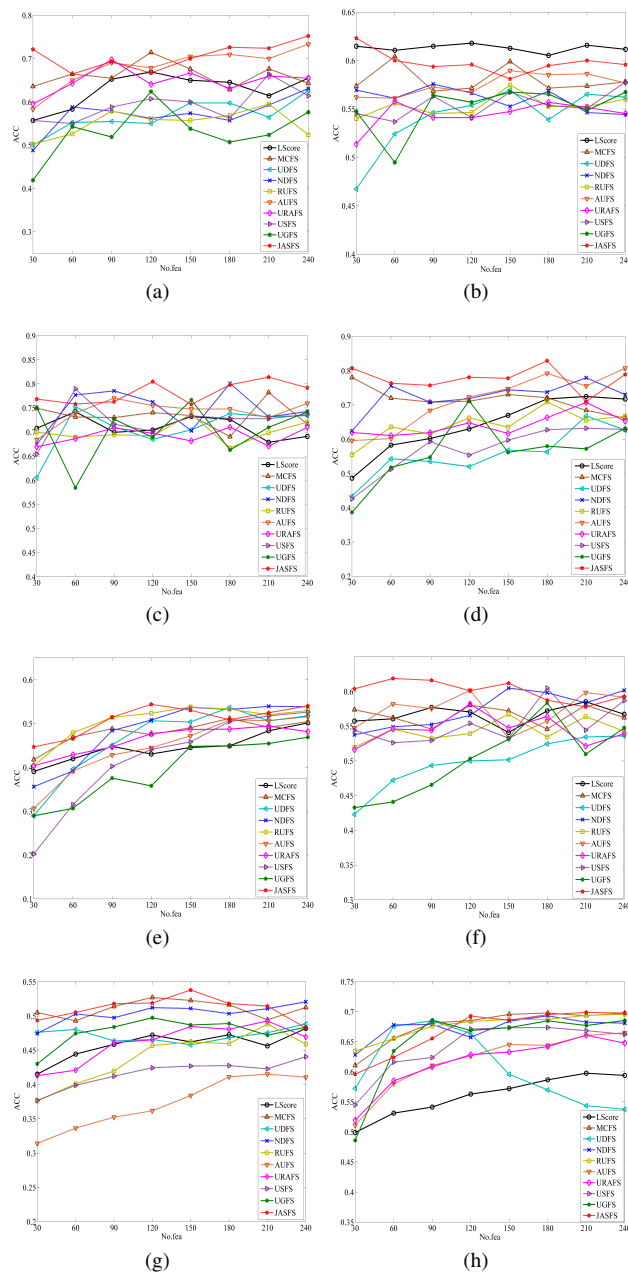 0.8
0.7
0.6
0.5
0.3
ACC
30 60 90 120 150 180 210 240
No.fea
LScore
MCFS
UDFS
NDFS
RUFS
AUFS
URAFS
USFS
UGFS
JASFS
(a)
0.65
0.6
0.55
0.5
0.45
0.4
ACC
30 60 90 120 150 180 210 240
No.fea
LScore
MCFS
UDFS
NDFS
RUFS
AUFS
URAFS
USFS
UGFS
JASFS
(b)
0.9
0.8
0.75
0.7
0.65
0.6
0.5
0.4
ACC
30 60 90 120 150 180 210 240
No.fea
LScore
MCFS
UDFS
NDFS
RUFS
AUFS
URAFS
USFS
UGFS
JASFS
(c)
0.9
0.8
0.7
0.6
0.5
0.4
0.3
0.2
ACC
30 60 90 120 150 180 210 240
No.fea
LScore
MCFS
UDFS
NDFS
RUFS
AUFS
URAFS
USFS
UGFS
JASFS
(d)
0.6
0.5
0.4
0.3
0.2
0.1
ACC
30 60 90 120 150 180 210 240
No.fea
LScore
MCFS
UDFS
NDFS
RUFS
AUFS
URAFS
USFS
UGFS
JASFS
(e)
0.6
0.55
0.5
0.45
0.4
0.3
ACC
30 60 90 120 150 180 210 240
No.fea
LScore
MCFS
UDFS
NDFS
RUFS
AUFS
URAFS
USFS
UGFS
JASFS
(f)
0.55
0.5
0.45
0.4
0.35
0.3
0.25
0.2
ACC
30 60 90 120 150 180 210 240
No.fea
LScore
MCFS
UDFS
NDFS
RUFS
AUFS
URAFS
USFS
UGFS
JASFS
(g)
0.75
0.7
0.65
0.6
0.55
0.5
0.45
0.35
ACC
30 60 90 120 150 180 210 240
No.fea
LScore
MCFS
UDFS
NDFS
RUFS
AUFS
URAFS
USFS
UGFS
JASFS
(h)